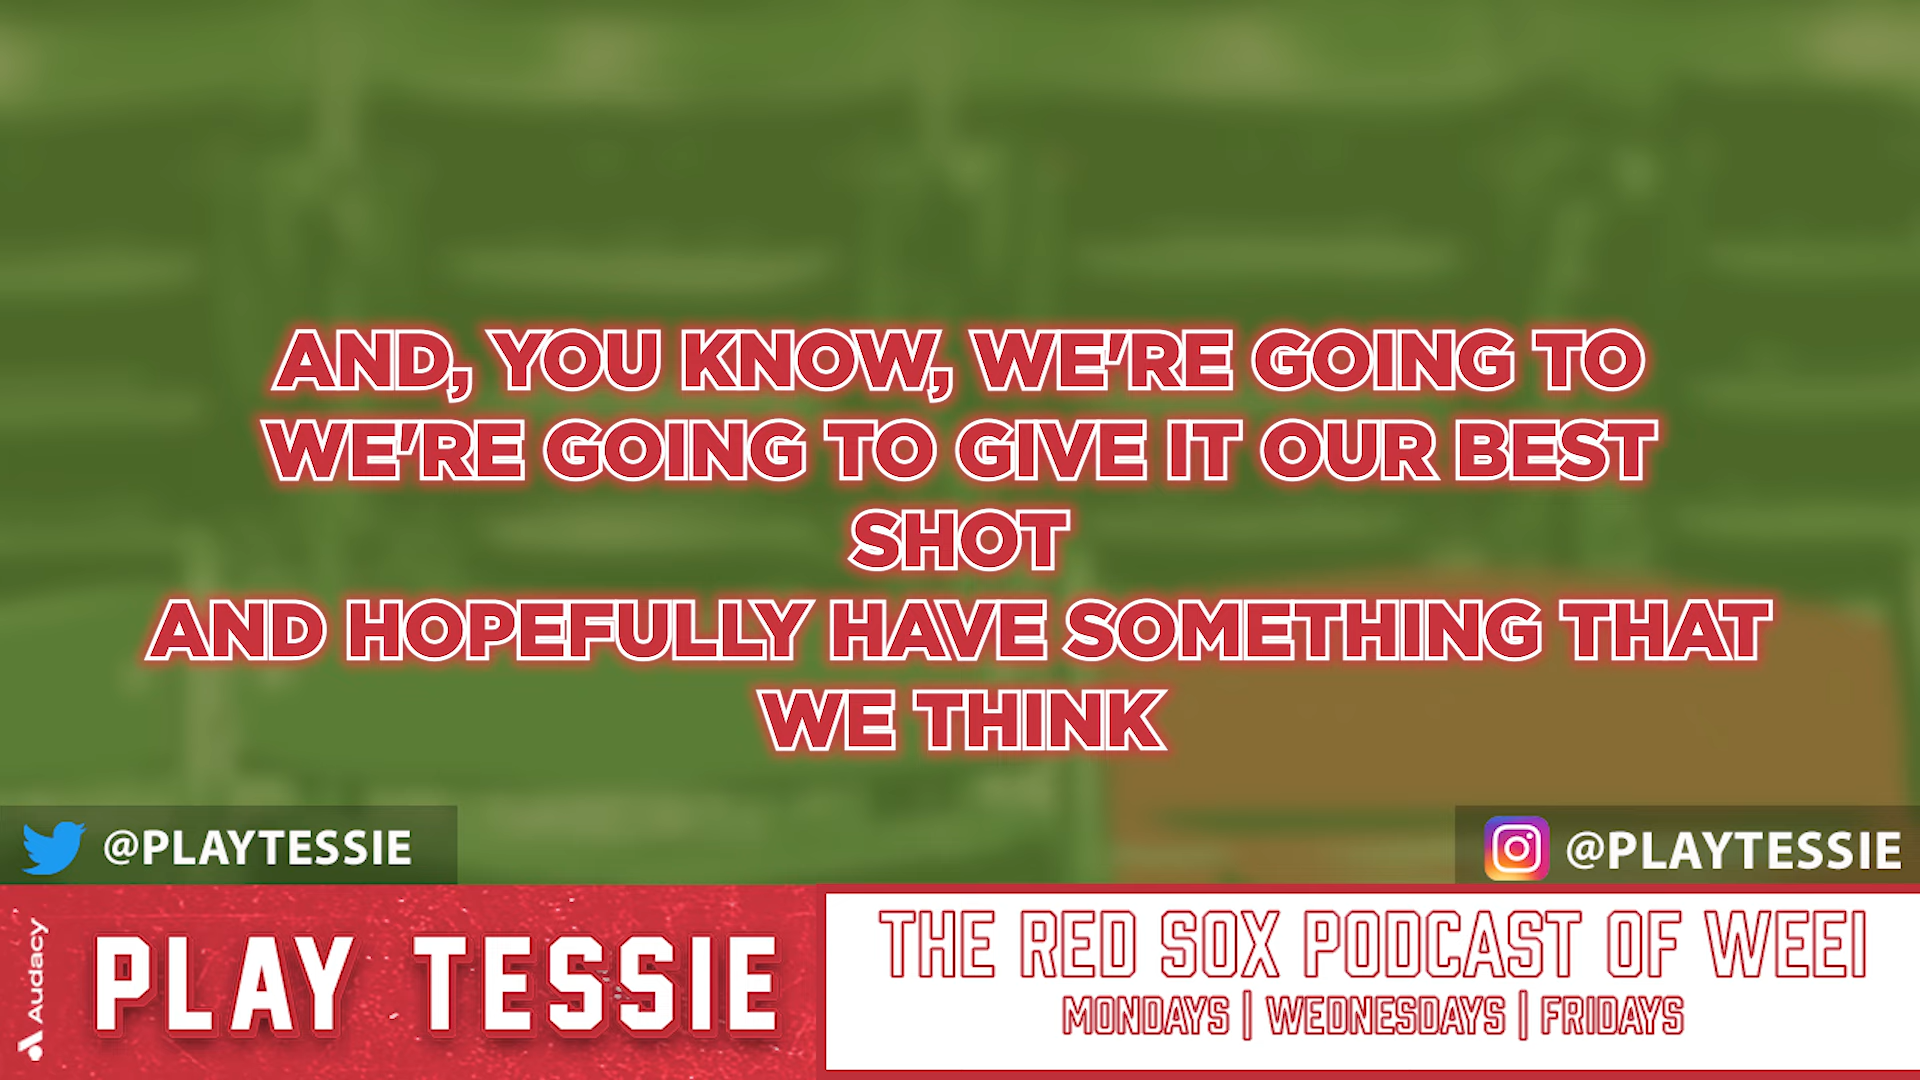 AND, YOU KNOW, WE'RE GOING TO
WE'RE GOING TO GIVE IT OUR BEST
SHOT
AND HOPEFULLY HAVE SOMETHING THAT
WE THINK
@PLAYTESSIE
@PLAYTESSIE
Audacy
PLAY TESSIE
THE RED SOX PODCAST OF WEEI
MONDAYS | WEDNESDAYS | FRIDAYS